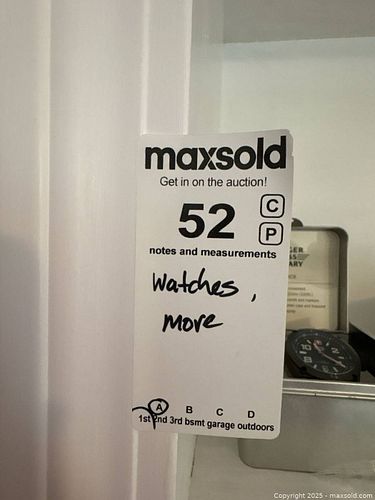 maxsold
Get in on the auction!
52
C
P
notes and measurements
Watches,
more
A B C D
1st 2nd 3rd bsmt garage outdoors
Copyright 2025 - maxsold.com